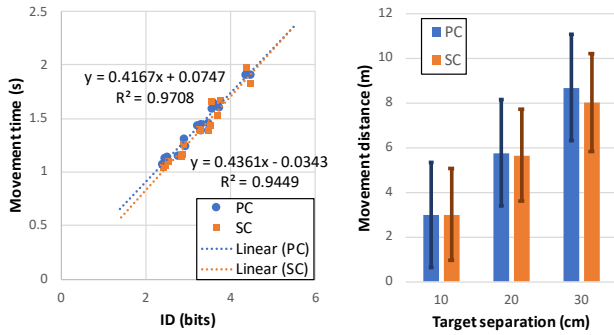 Movement time (s)
2.5
2
1.5
1
0.5
0
y = 0.4167x + 0.0747
R² = 0.9708
y = 0.4361x - 0.0343
R² = 0.9449
PC
SC
Linear (PC)
Linear (SC)
0 2 4 6
ID (bits)
Movement distance (m)
12
10
8
6
4
2
0
PC
SC
10 20 30
Target separation (cm)